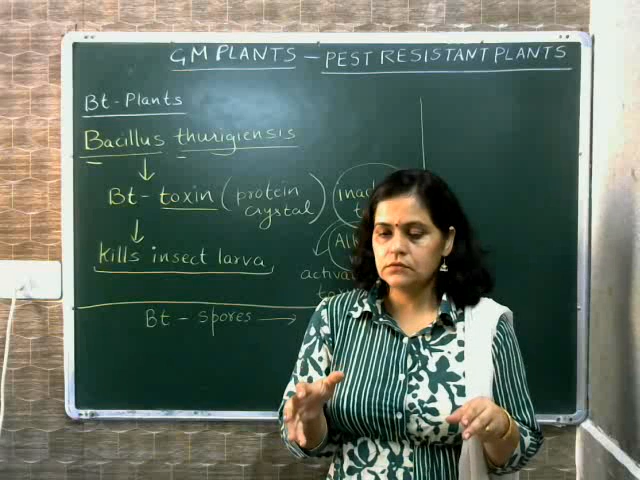 GM PLANTS — PEST RESISTANT PLANTS
Bt-Plants
Bacillus thurigiensis
Bt - toxin (protein crystal)
kills insect larva
Bt - spores →